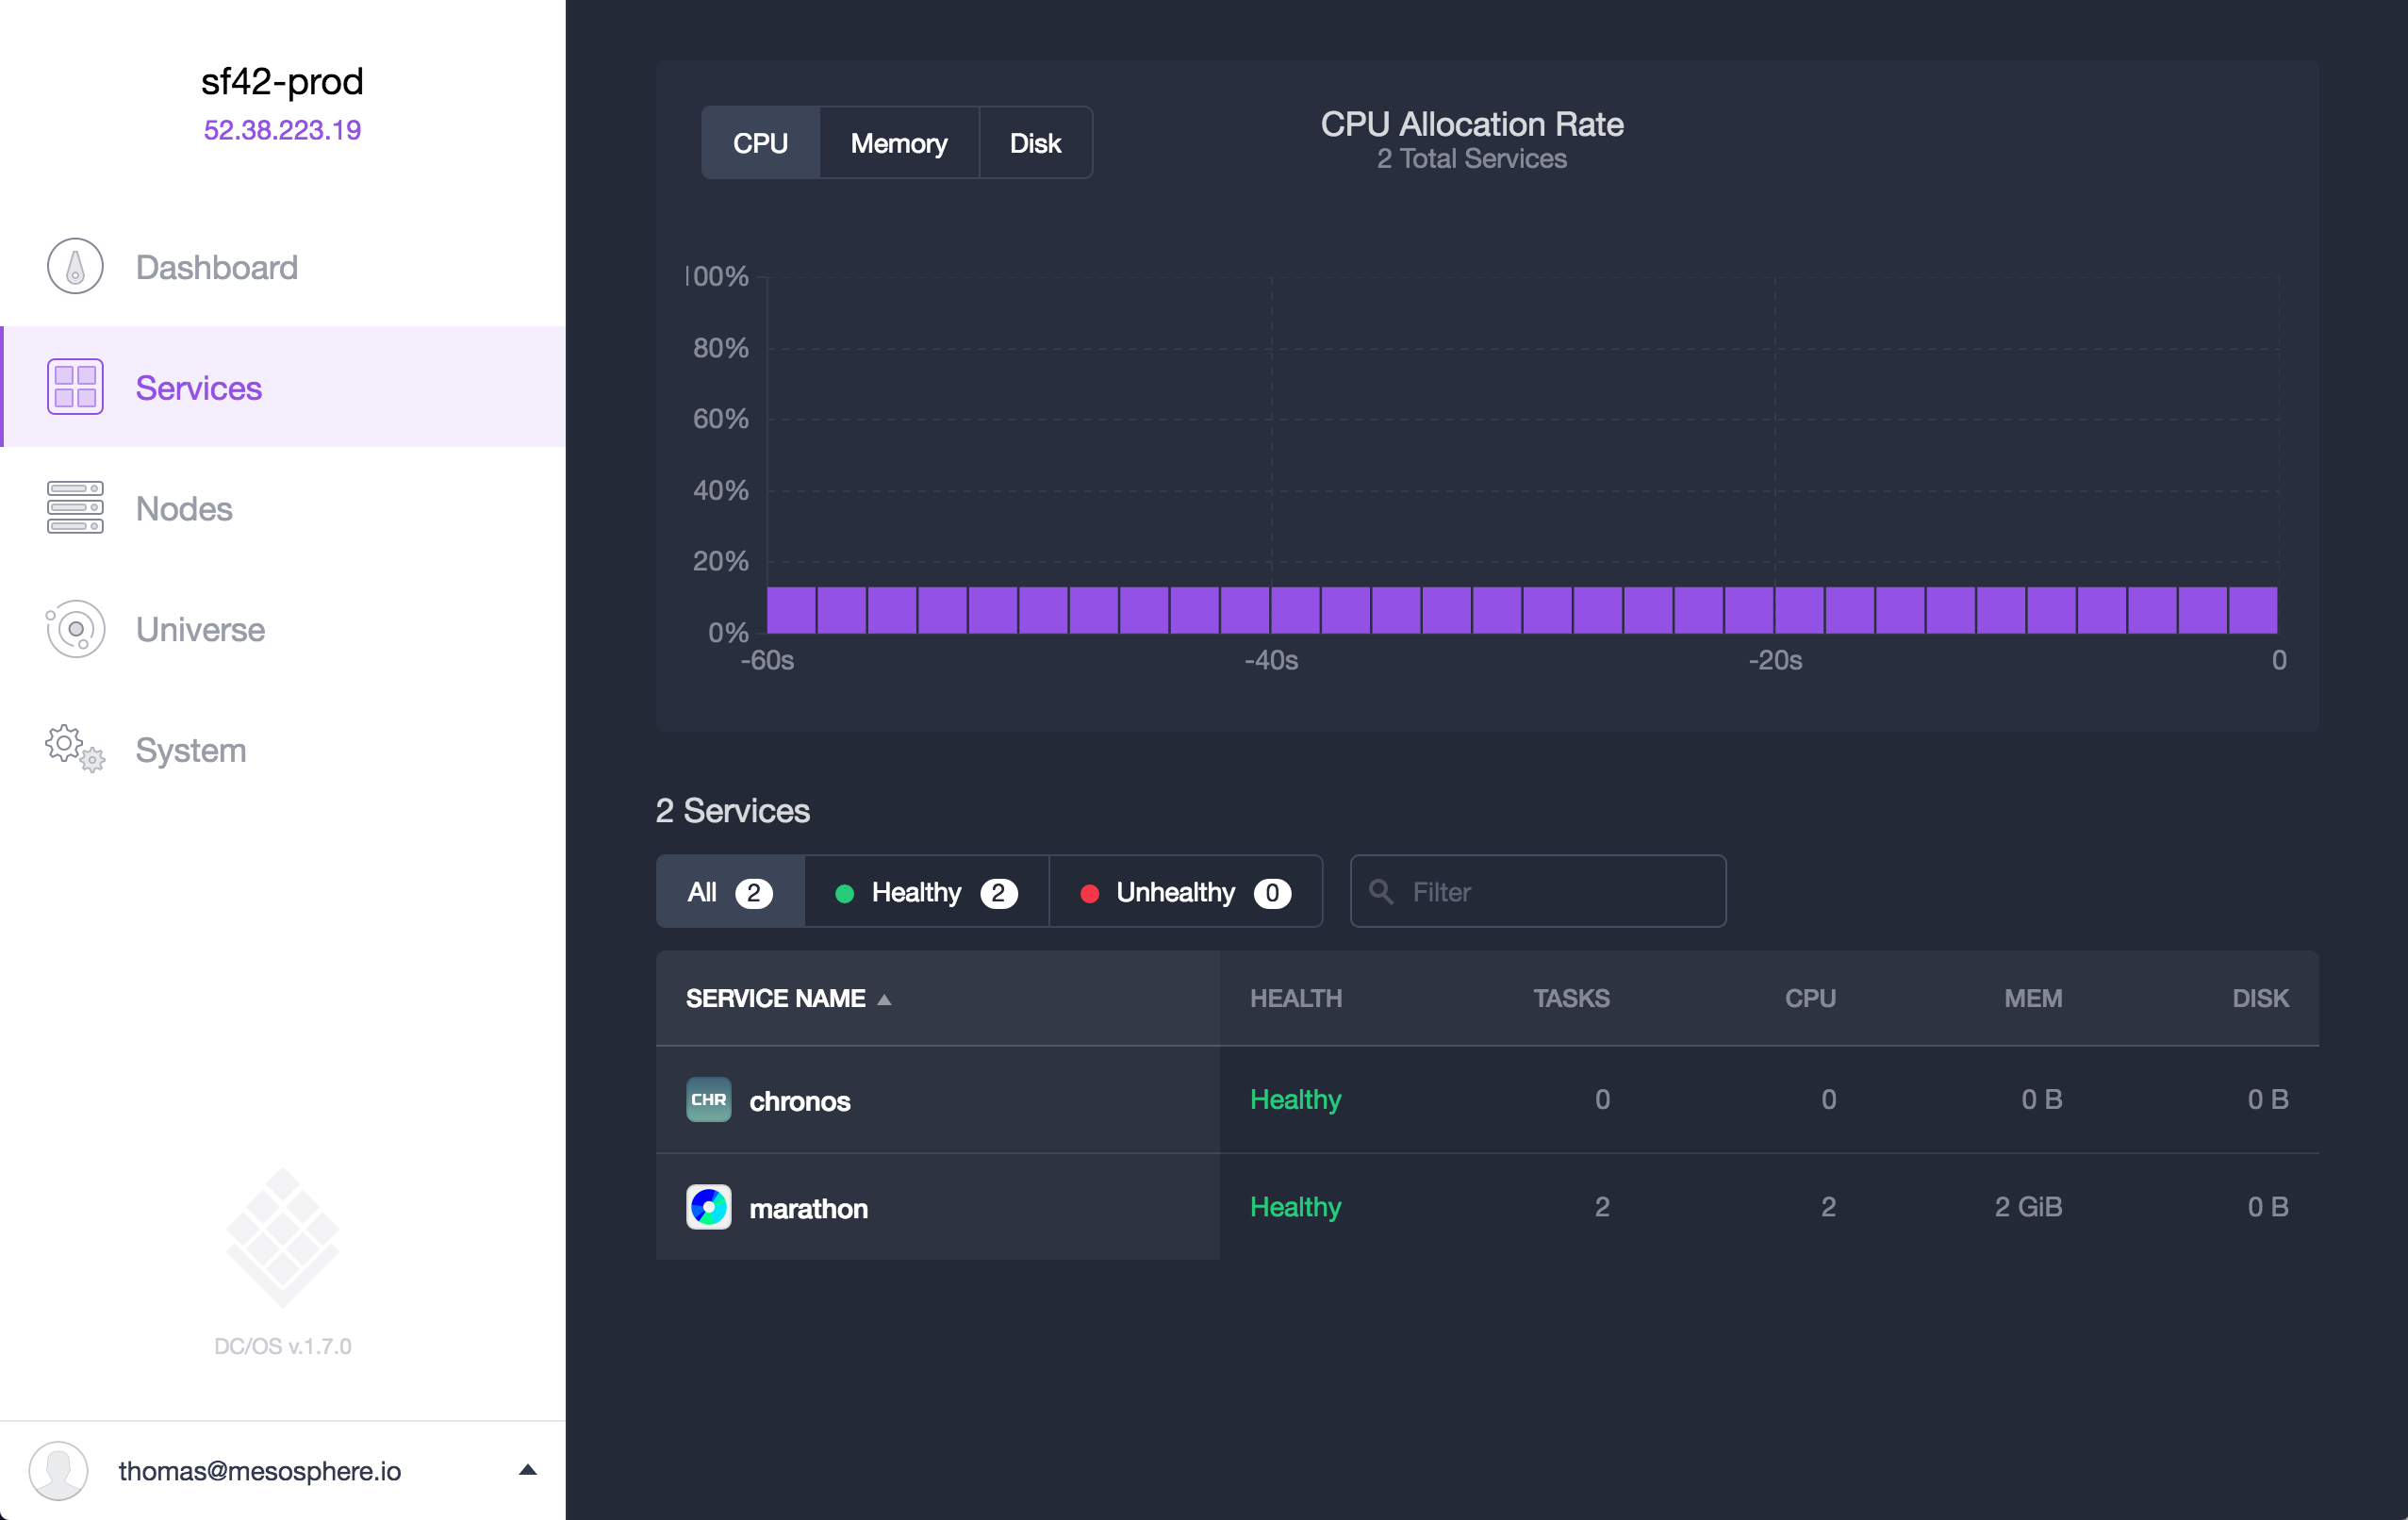 sf42-prod
52.38.223.19
Dashboard
Services
Nodes
Universe
System
DC/OS v.1.7.0
thomas@mesosphere.io
CPU Memory Disk
CPU Allocation Rate
2 Total Services
100%
80%
60%
40%
20%
0%
-60s -40s -20s 0
2 Services
All 2 Healthy 2 Unhealthy 0 Filter
SERVICE NAME HEALTH TASKS CPU MEM DISK
CHR chronos Healthy 0 0 0 B 0 B
marathon Healthy 2 2 2 GiB 0 B